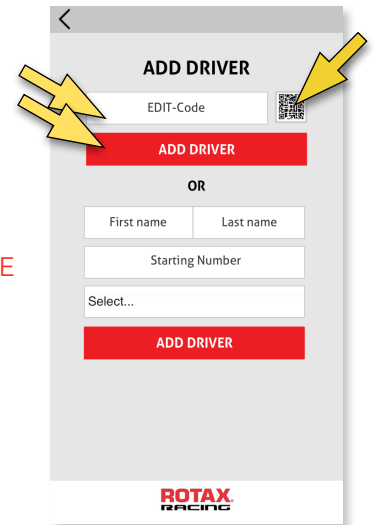 ADD DRIVER
EDIT-Code
ADD DRIVER
OR
First name Last name
Starting Number
E
Select...
ADD DRIVER
ROTAX.
RACING